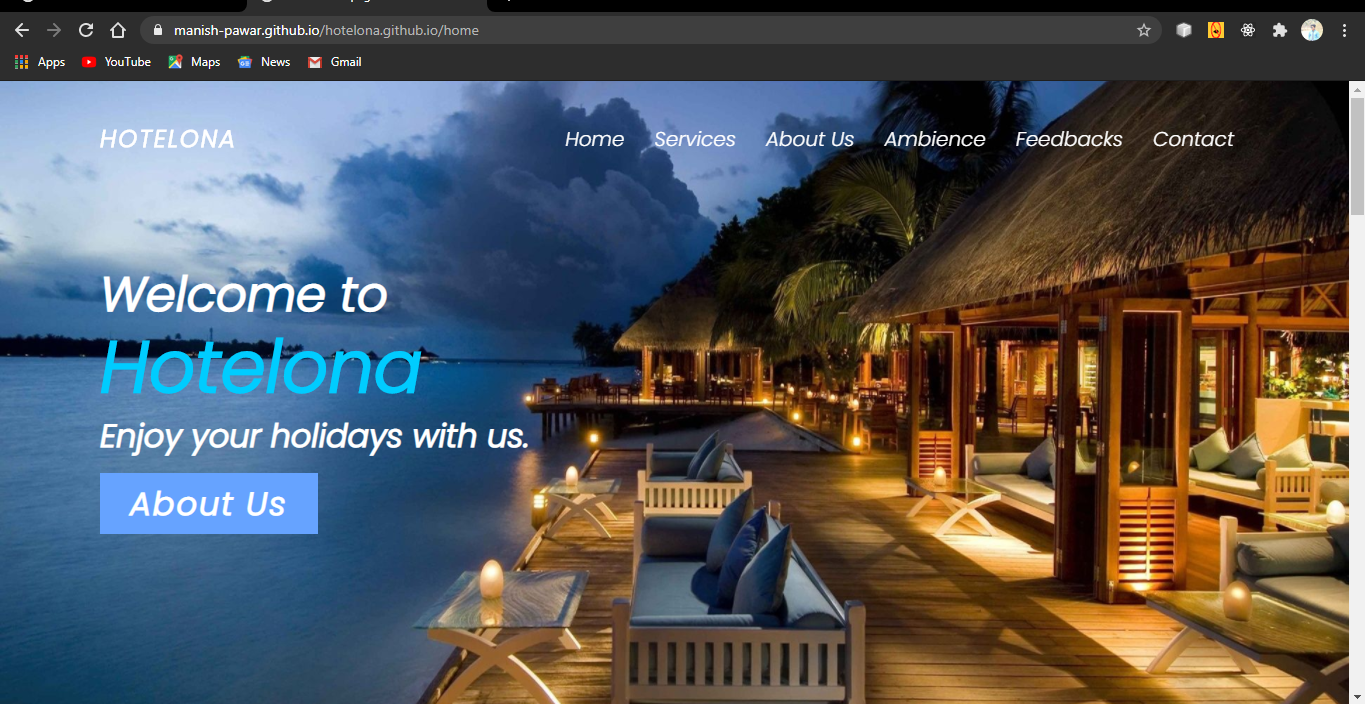 manish-pawar.github.io/hotelona.github.io/home
Apps YouTube Maps News Gmail
HOTELONA
Home Services About Us Ambience Feedbacks Contact
Welcome to
Hotelona
Enjoy your holidays with us.
About Us